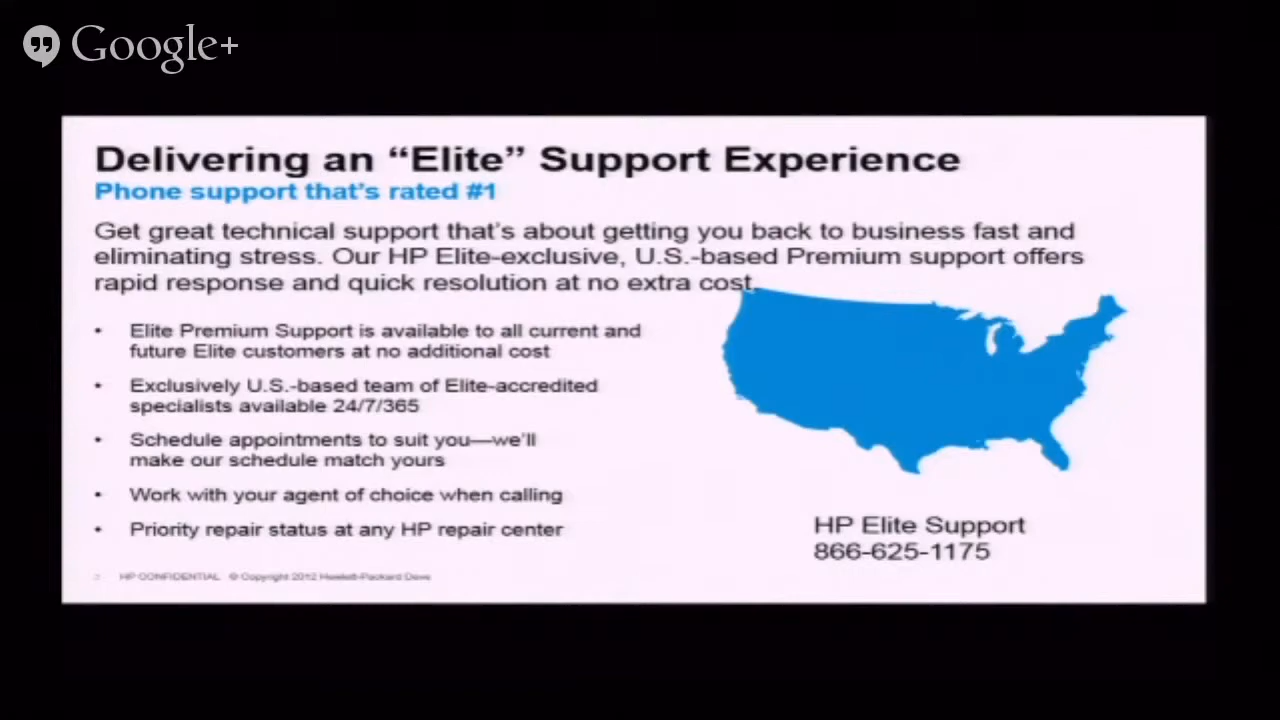 Google+
Delivering an “Elite” Support Experience
Phone support that’s rated #1
Get great technical support that’s about getting you back to business fast and
eliminating stress. Our HP Elite-exclusive, U.S.-based Premium support offers
rapid response and quick resolution at no extra cost.
• Elite Premium Support is available to all current and
future Elite customers at no additional cost
• Exclusively U.S.-based team of Elite-accredited
specialists available 24/7/365
• Schedule appointments to suit you—we’ll
make our schedule match yours
• Work with your agent of choice when calling
• Priority repair status at any HP repair center
HP Elite Support
866-625-1175
HP CONFIDENTIAL © Copyright 2012 Hewlett-Packard